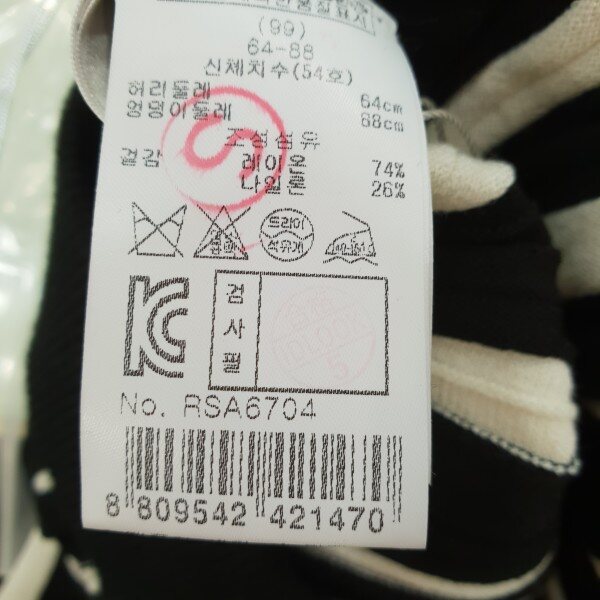 (99)
64-88
신체치수(54호)
허리둘레 64cm
엉덩이둘레 88cm
조성섬유
겉감 레이온 74%
나일론 26%
드라이
석유계
KC
검사필
No. RSA6704
8 809542 421470